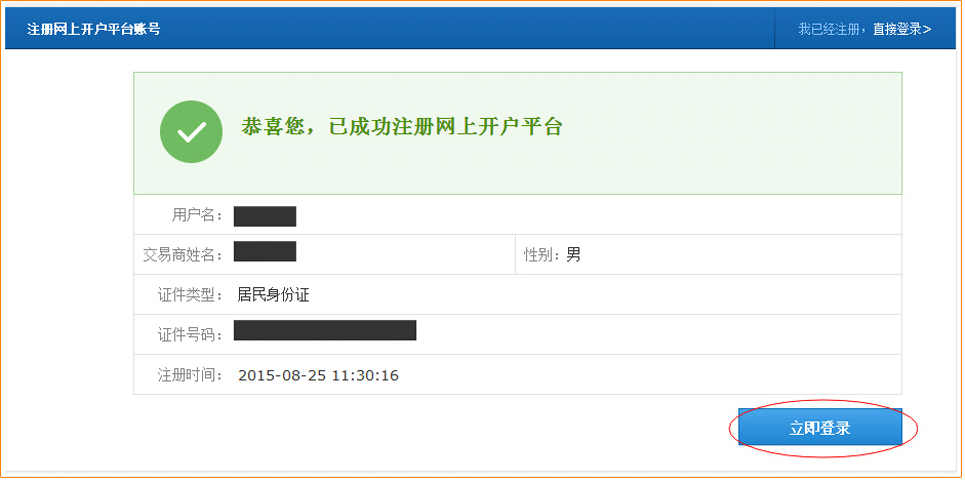 注册网上开户平台账号
我已经注册，直接登录>
恭喜您，已成功注册网上开户平台
用户名：
交易商姓名：
性别：男
证件类型：居民身份证
证件号码：
注册时间：2015-08-25 11:30:16
立即登录